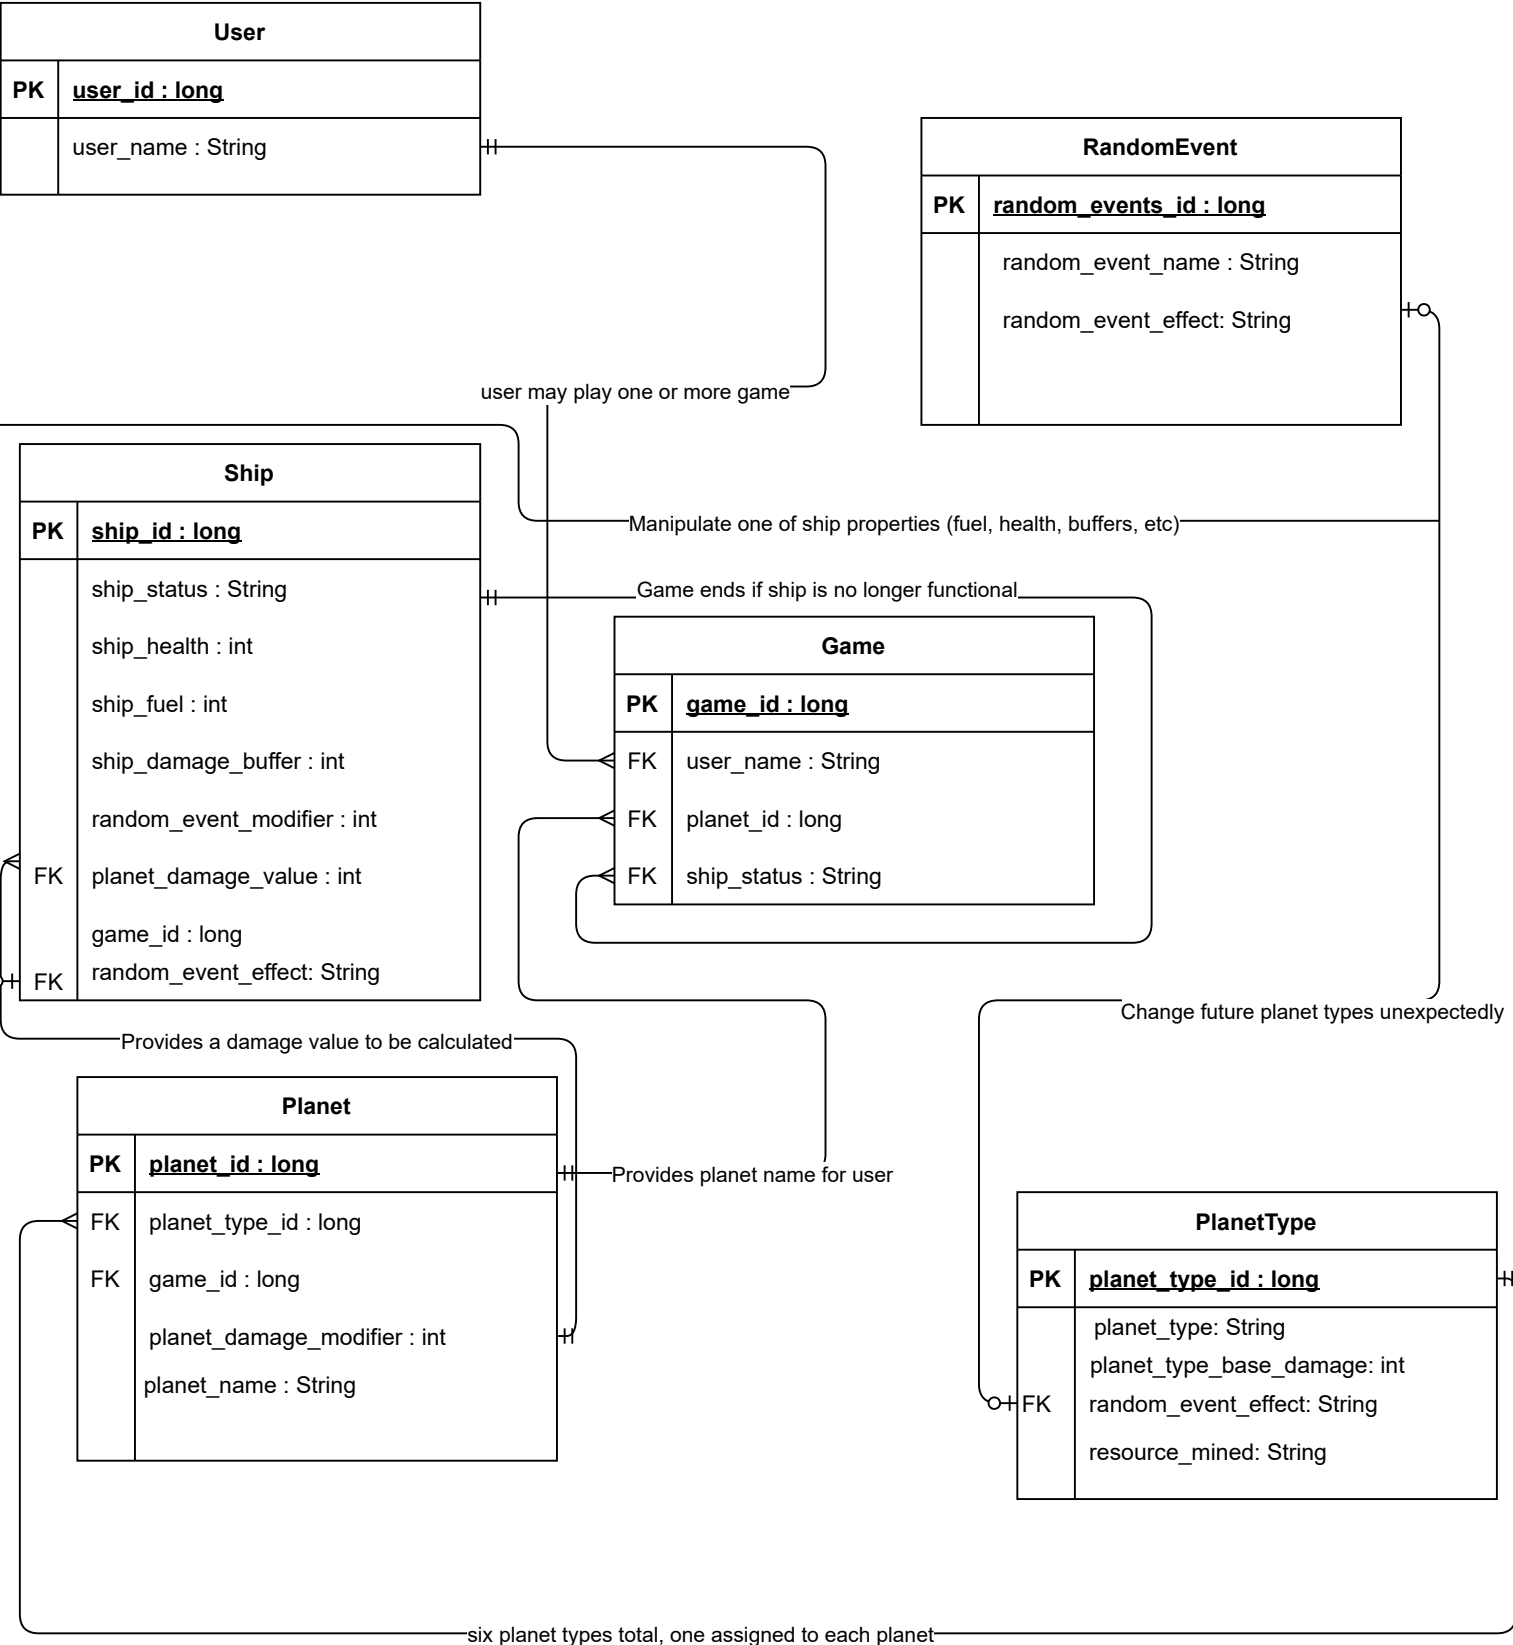 User
PK user_id : long
user_name : String
RandomEvent
PK random_events_id : long
random_event_name : String
random_event_effect: String
user may play one or more game
Manipulate one of ship properties (fuel, health, buffers, etc)
Game ends if ship is no longer functional
Ship
PK ship_id : long
ship_status : String
ship_health : int
ship_fuel : int
ship_damage_buffer : int
random_event_modifier : int
FK planet_damage_value : int
game_id : long
FK random_event_effect: String
Game
PK game_id : long
FK user_name : String
FK planet_id : long
FK ship_status : String
Change future planet types unexpectedly
Provides a damage value to be calculated
Planet
PK planet_id : long
FK planet_type_id : long
FK game_id : long
planet_damage_modifier : int
planet_name : String
Provides planet name for user
PlanetType
PK planet_type_id : long
planet_type: String
planet_type_base_damage: int
FK random_event_effect: String
resource_mined: String
six planet types total, one assigned to each planet